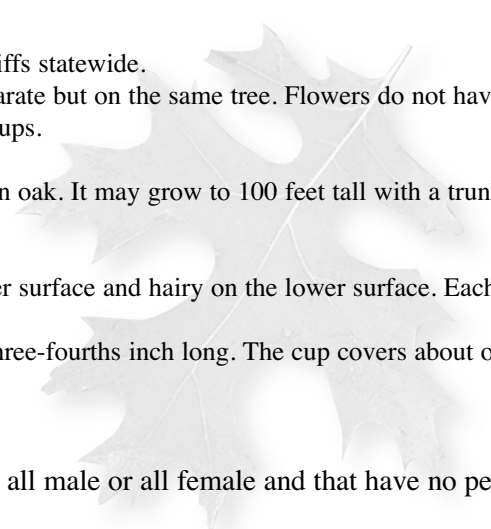 iffs statewide.
arate but on the same tree. Flowers do not hav
ups.
n oak. It may grow to 100 feet tall with a trun
er surface and hairy on the lower surface. Each
hree-fourths inch long. The cup covers about o
all male or all female and that have no pe